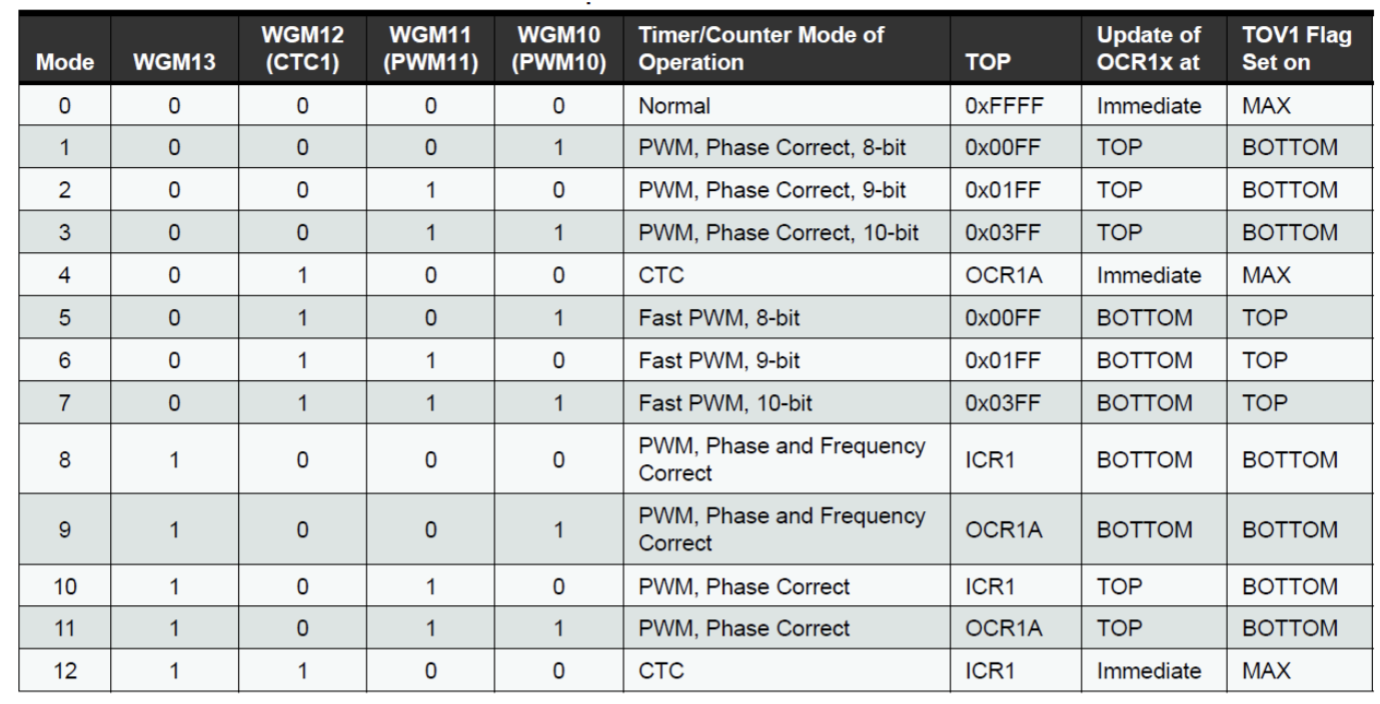 Mode WGM13 WGM12 (CTC1) WGM11 (PWM11) WGM10 (PWM10) Timer/Counter Mode of Operation TOP Update of OCR1x at TOV1 Flag Set on
0 0 0 0 0 Normal 0xFFFF Immediate MAX
1 0 0 0 1 PWM, Phase Correct, 8-bit 0x00FF TOP BOTTOM
2 0 0 1 0 PWM, Phase Correct, 9-bit 0x01FF TOP BOTTOM
3 0 0 1 1 PWM, Phase Correct, 10-bit 0x03FF TOP BOTTOM
4 0 1 0 0 CTC OCR1A Immediate MAX
5 0 1 0 1 Fast PWM, 8-bit 0x00FF BOTTOM TOP
6 0 1 1 0 Fast PWM, 9-bit 0x01FF BOTTOM TOP
7 0 1 1 1 Fast PWM, 10-bit 0x03FF BOTTOM TOP
8 1 0 0 0 PWM, Phase and Frequency Correct ICR1 BOTTOM BOTTOM
9 1 0 0 1 PWM, Phase and Frequency Correct OCR1A BOTTOM BOTTOM
10 1 0 1 0 PWM, Phase Correct ICR1 TOP BOTTOM
11 1 0 1 1 PWM, Phase Correct OCR1A TOP BOTTOM
12 1 1 0 0 CTC ICR1 Immediate MAX